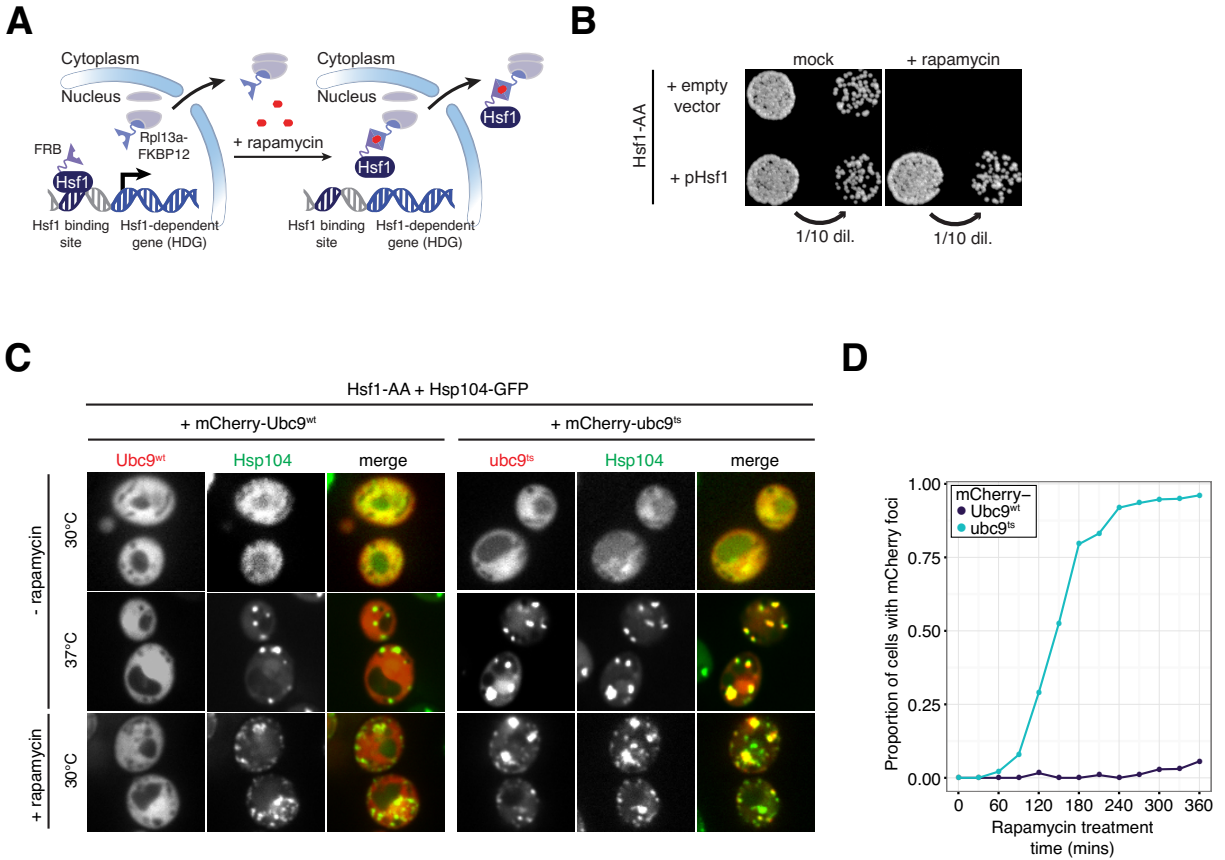 A
Cytoplasm
Nucleus
FRB
Rpl13a-
FKBP12
Hsf1
Hsf1 binding
site
Hsf1-dependent
gene (HDG)
+ rapamycin
Cytoplasm
Nucleus
Hsf1
Hsf1
Hsf1 binding
site
Hsf1-dependent
gene (HDG)
B
mock
+ rapamycin
Hsf1-AA
+ empty
vector
+ pHsf1
1/10 dil.
1/10 dil.
C
Hsf1-AA + Hsp104-GFP
+ mCherry-Ubc9wt
+ mCherry-ubc9ts
Ubc9wt
Hsp104
merge
ubc9ts
Hsp104
merge
- rapamycin
30°C
37°C
+ rapamycin
30°C
D
Proportion of cells with mCherry foci
1.00
0.75
0.50
0.25
0.00
mCherry–
Ubc9wt
ubc9ts
0 60 120 180 240 300 360
Rapamycin treatment
time (mins)